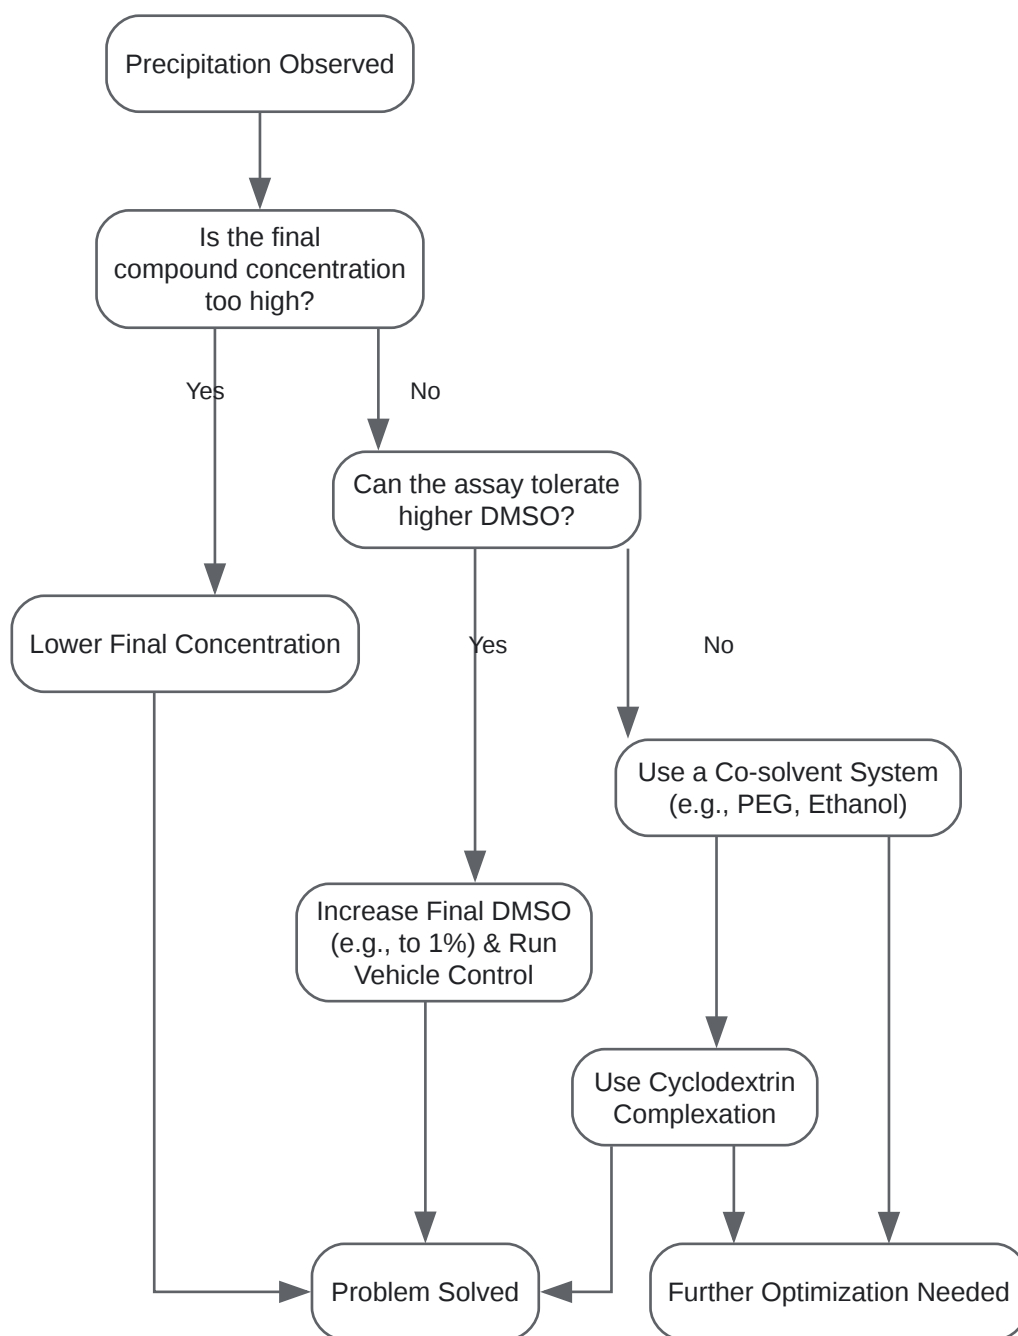 Precipitation Observed
Is the final
compound concentration
too high?
Yes
No
Can the assay tolerate
higher DMSO?
Lower Final Concentration
Yes
No
Use a Co-solvent System
(e.g., PEG, Ethanol)
Increase Final DMSO
(e.g., to 1%) & Run
Vehicle Control
Use Cyclodextrin
Complexation
Problem Solved
Further Optimization Needed